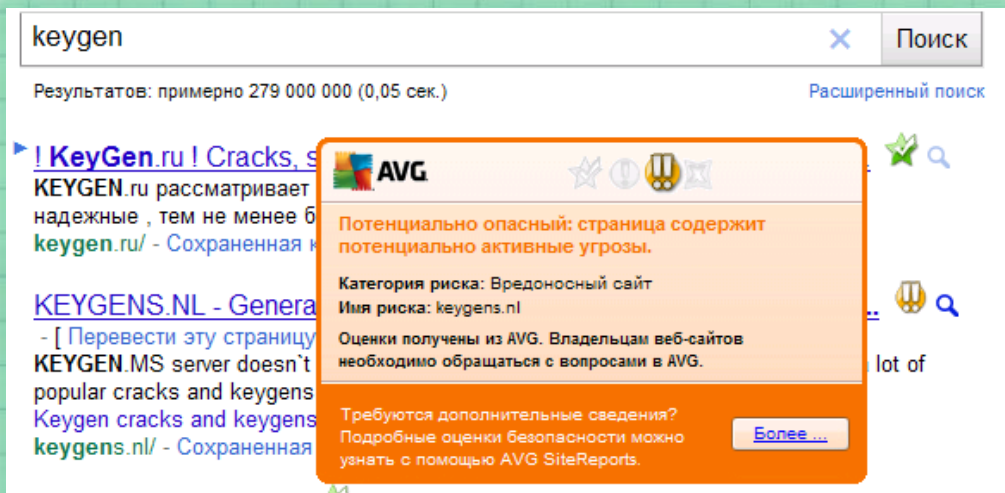 keygen
Поиск
Результатов: примерно 279 000 000 (0,05 сек.)
Расширенный поиск
! KeyGen.ru ! Cracks, s
KEYGEN.ru рассматривает
надежные , тем не менее б
keygen.ru/ - Сохраненная к
KEYGENS.NL - Genera
...
- [ Перевести эту страницу
KEYGEN.MS server doesn`t
lot of
popular cracks and keygens
Keygen cracks and keygens
keygens.nl/ - Сохраненная
AVG
Потенциально опасный: страница содержит
потенциально активные угрозы.
Категория риска: Вредоносный сайт
Имя риска: keygens.nl
Оценки получены из AVG. Владельцам веб-сайтов
необходимо обращаться с вопросами в AVG.
Требуются дополнительные сведения?
Подробные оценки безопасности можно
узнать с помощью AVG SiteReports.
Более ...